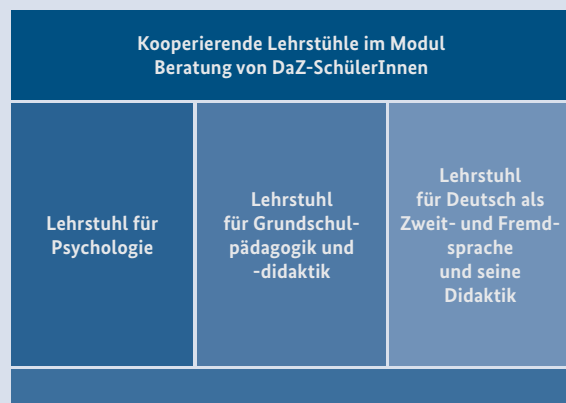 Kooperierende Lehrstühle im Modul
Beratung von DaZ-SchülerInnen
Lehrstuhl für
Psychologie
Lehrstuhl
für Grundschul-
pädagogik und
-didaktik
Lehrstuhl
für Deutsch als
Zweit- und Fremd-
sprache
und seine
Didaktik